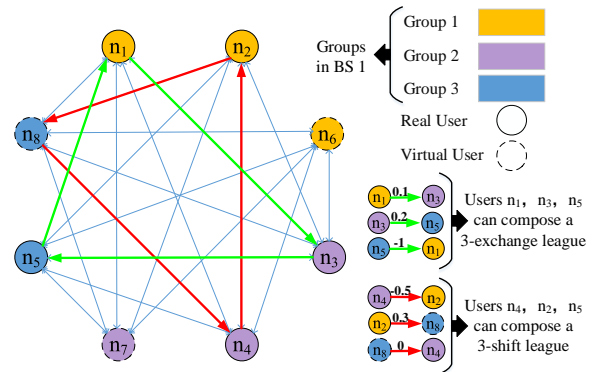 n1
n2
n8
n6
n5
n3
n7
n4
Groups
in BS 1
Group 1
Group 2
Group 3
Real User
Virtual User
n1 0.1 n3
n3 0.2 n5
n5 -1 n1
Users n1, n3, n5
can compose a
3-exchange league
n4 -0.5 n2
n2 0.3 n8
n8 0 n4
Users n4, n2, n5
can compose a
3-shift league